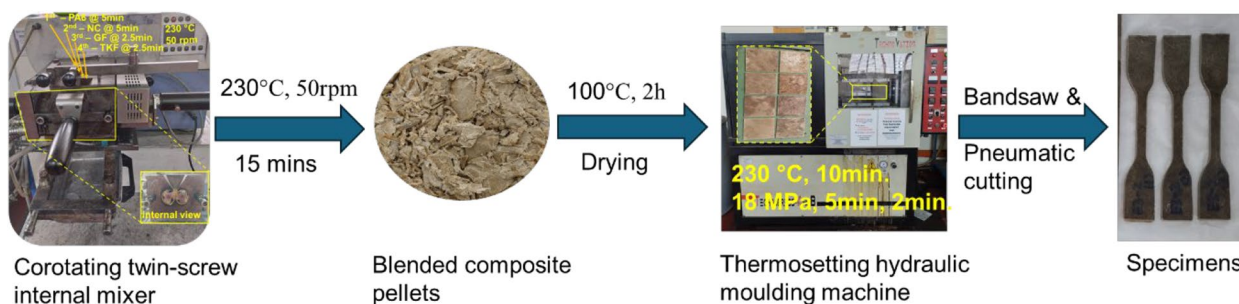 1st – PA6 @ 5min
2nd – NC @ 5min
3rd – GF @ 2.5min
4th – TKF @ 2.5min
230 °C
50 rpm
Internal view
Corotating twin-screw
internal mixer
230°C, 50rpm
15 mins
Blended composite
pellets
100°C, 2h
Drying
230 °C, 10min.
18 MPa, 5min, 2min.
Thermosetting hydraulic
moulding machine
Bandsaw &
Pneumatic
cutting
Specimens